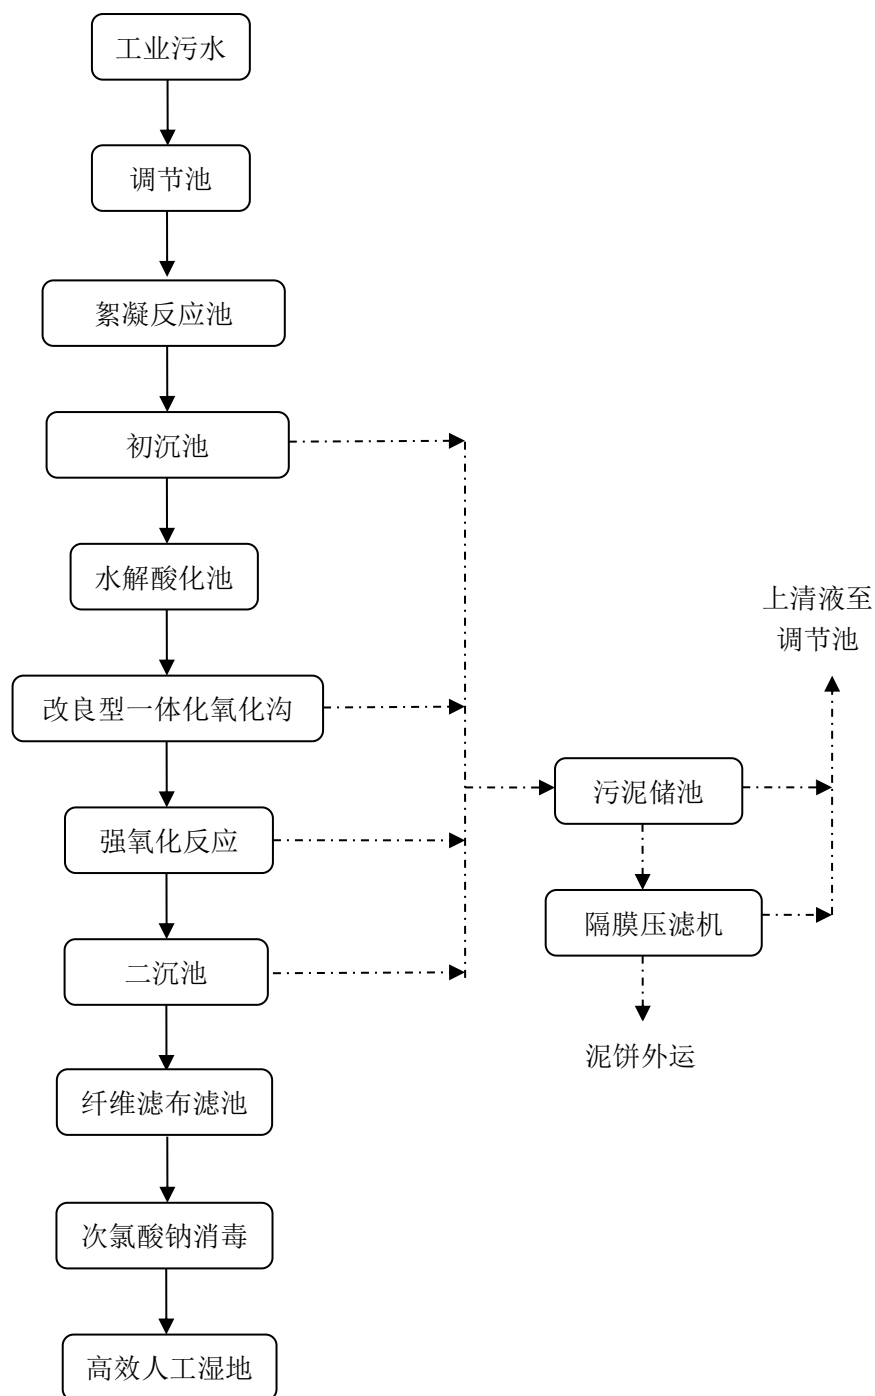 工业污水
调节池
絮凝反应池
初沉池
水解酸化池
改良型一体化氧化沟
强氧化反应
二沉池
纤维滤布滤池
次氯酸钠消毒
高效人工湿地
上清液至
调节池
污泥储池
隔膜压滤机
泥饼外运